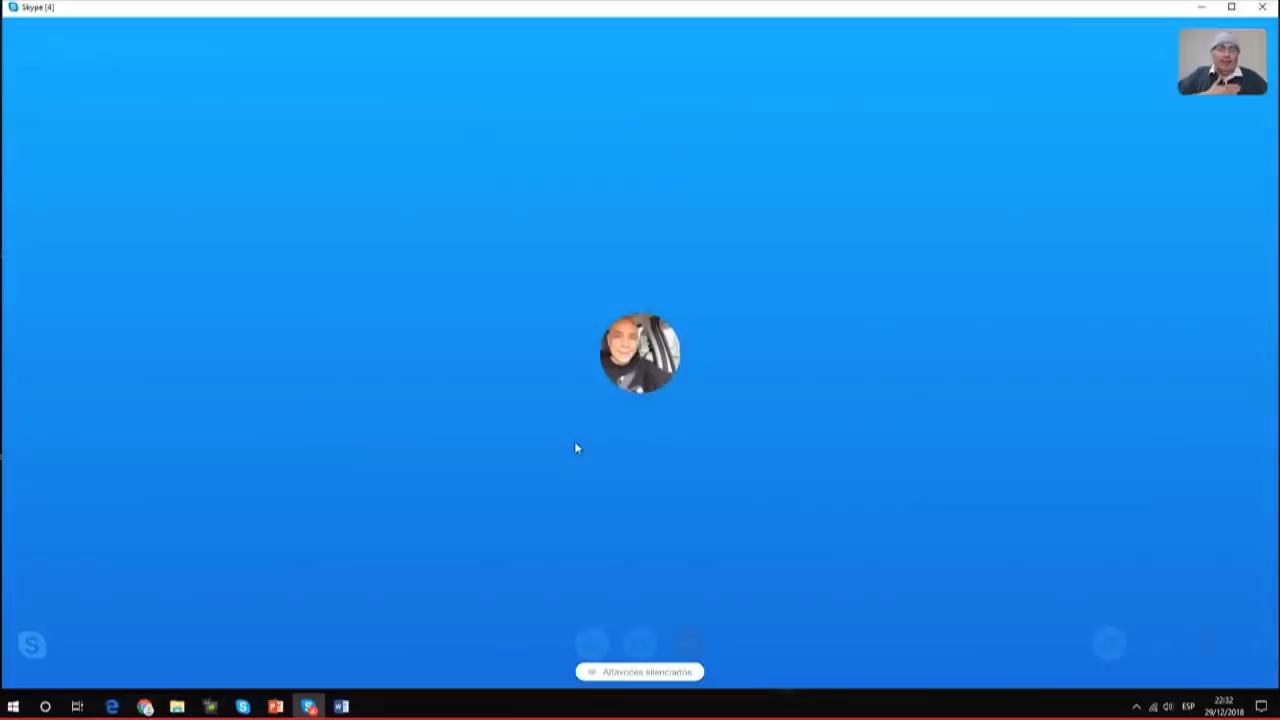 Skype [4]
S
Altavoces silenciados
ESP
22:32
29/12/2018